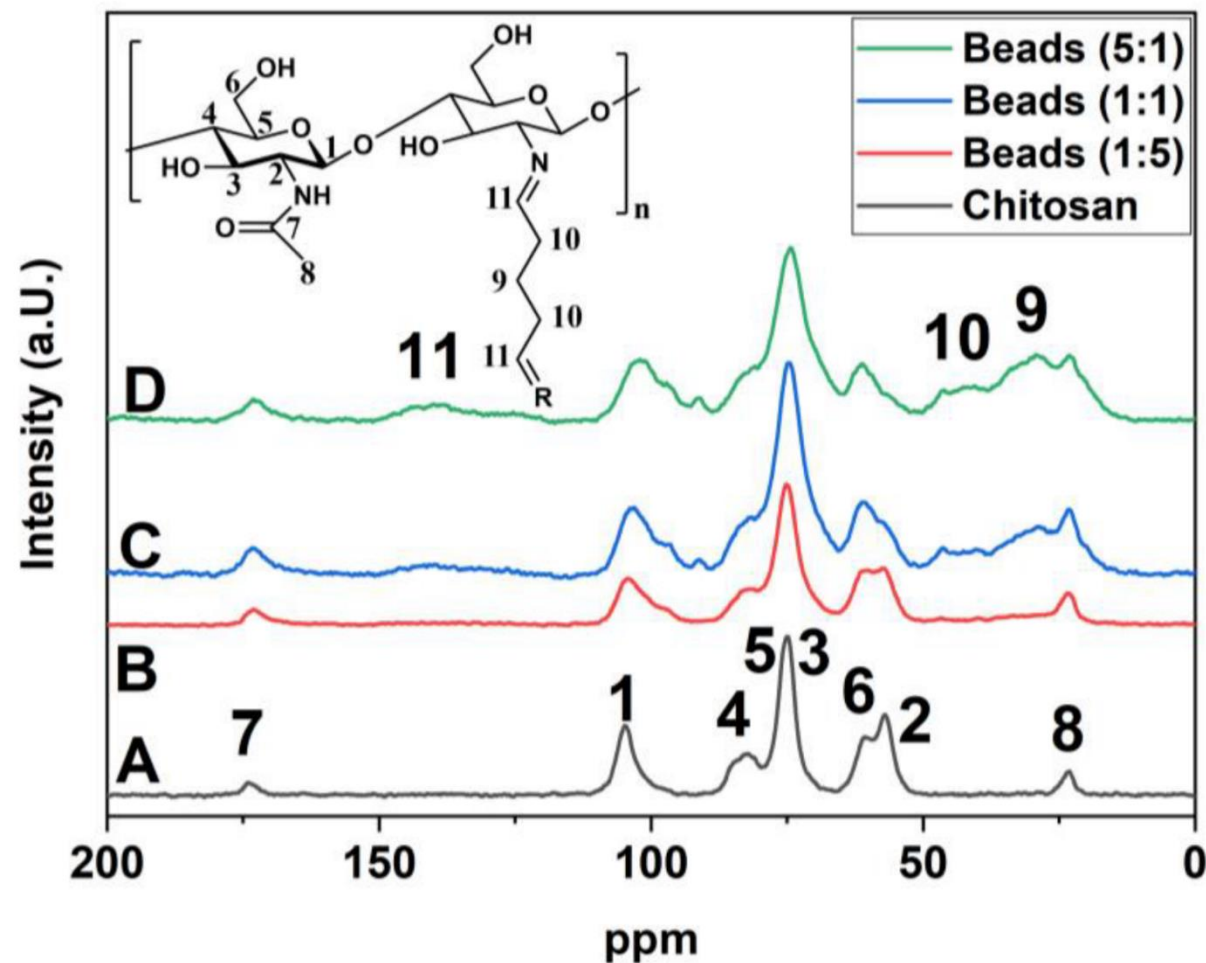 Beads (5:1)
Beads (1:1)
Beads (1:5)
Chitosan
OH
6
OH
4
5
O
1
O
HO
3
2
NH
O
7
8
O
O
HO
N
n
11
10
9
10
11
R
D
11
10
9
C
B
5
3
1
4
6
2
7
8
A
Intensity (a.U.)
200
150
100
50
0
ppm